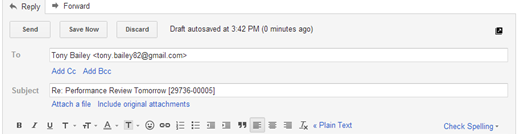 Reply Forward
Send Save Now Discard Draft autosaved at 3:42 PM (0 minutes ago)
To Tony Bailey <tony.bailey82@gmail.com>
Add Cc Add Bcc
Subject Re: Performance Review Tomorrow [29736-00005]
Attach a file Include original attachments
B I U T TT A T « Plain Text Check Spelling